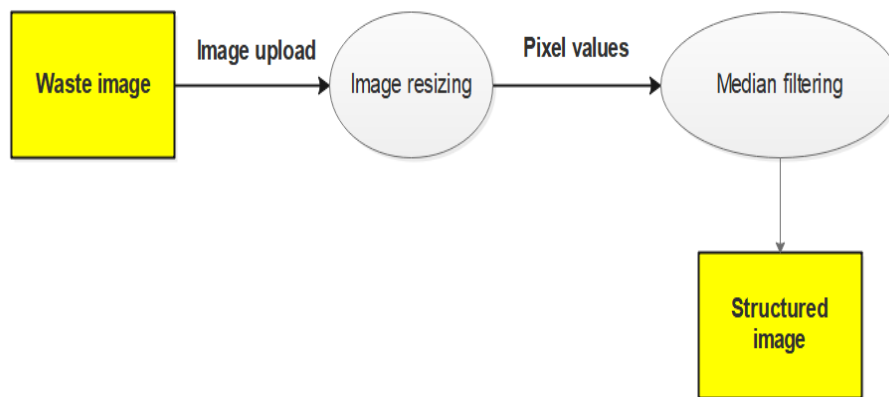 Waste image
Image upload
Image resizing
Pixel values
Median filtering
Structured
image